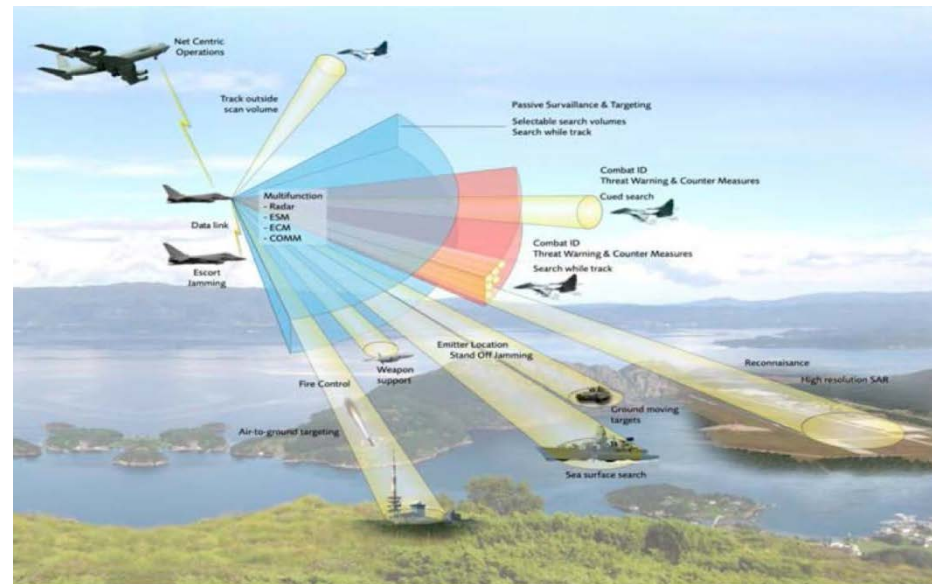 Net Centric
Operations
Track outside
scan volume
Passive Survaillance & Targeting
Selectable search volumes
Search while track
Combat ID
Threat Warning & Counter Measures
Cued search
Multifunction
- Radar
- ESM
- ECM
- COMM
Data link
Escort
Jamming
Combat ID
Threat Warning & Counter Measures
Search while track
Emitter Location
Stand Off Jamming
Weapon
support
Reconnaisance
High resolution SAR
Fire Control
Ground moving
targets
Air-to-ground targeting
Sea surface search